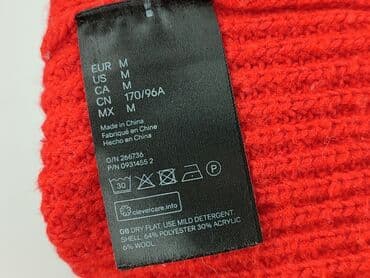 EUR M
US M
CA M
CN 170/96A
MX M
Made in China
Fabriqué en Chine
Hecho en China
O/N 266736
P/N 0931455 2
30 P
clevercare.info
GB DRY FLAT, USE MILD DETERGENT.
SHELL: 64% POLYESTER 30% ACRYLIC
6% WOOL.